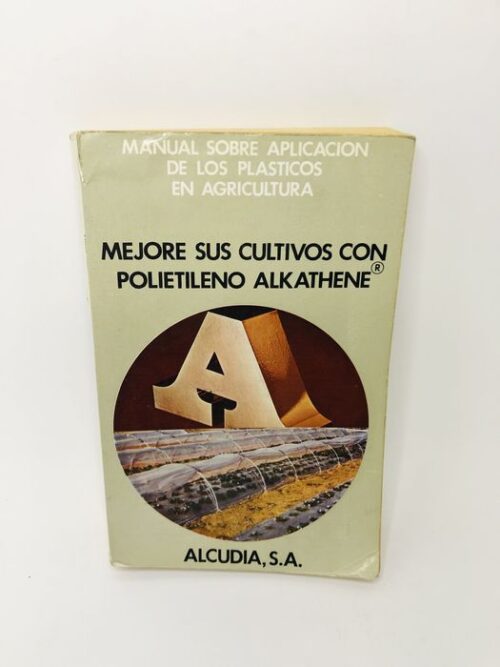 MANUAL SOBRE APLICACION
DE LOS PLASTICOS
EN AGRICULTURA
MEJORE SUS CULTIVOS CON
POLIETILENO ALKATHENE®
A
ALCUDIA, S.A.